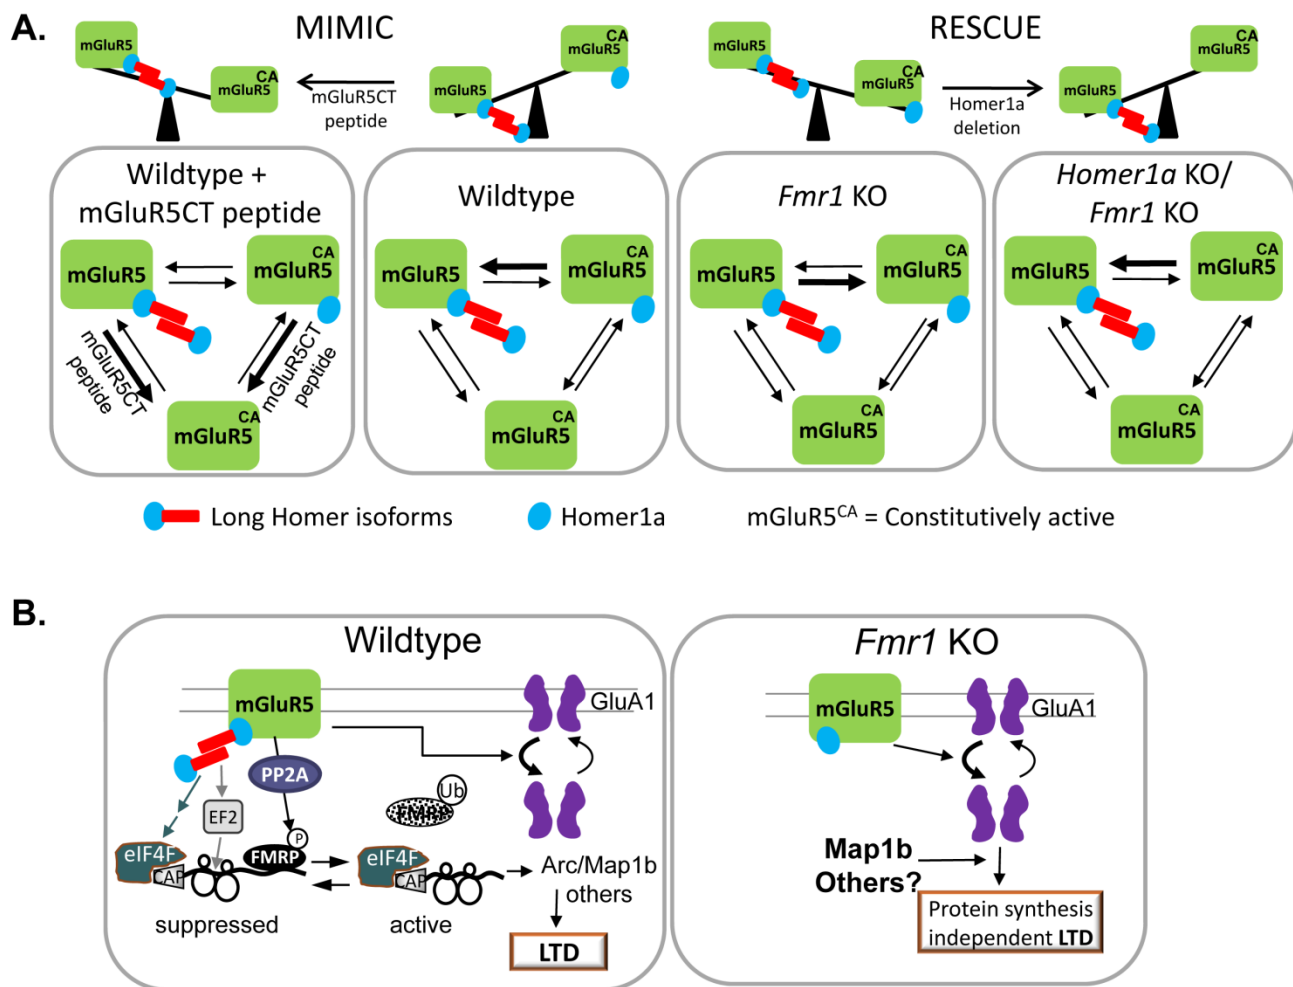 A.
MIMIC
RESCUE
mGluR5
CA
mGluR5
mGluR5CT
peptide
CA
mGluR5
mGluR5
mGluR5
CA
mGluR5
Homer1a
deletion
CA
mGluR5
mGluR5
Wildtype +
mGluR5CT peptide
mGluR5
CA
mGluR5
mGluR5CT
peptide
mGluR5CT
peptide
CA
mGluR5
Wildtype
mGluR5
CA
mGluR5
CA
mGluR5
Fmr1 KO
mGluR5
CA
mGluR5
CA
mGluR5
Homer1a KO/
Fmr1 KO
mGluR5
CA
mGluR5
CA
mGluR5
Long Homer isoforms
Homer1a
mGluR5CA = Constitutively active
B.
Wildtype
mGluR5
GluA1
PP2A
EF2
Ub
FMRP
P
eIF4F
CAP
FMRP
eIF4F
CAP
suppressed
active
Arc/Map1b
others
LTD
Fmr1 KO
mGluR5
GluA1
Map1b
Others?
Protein synthesis
independent LTD